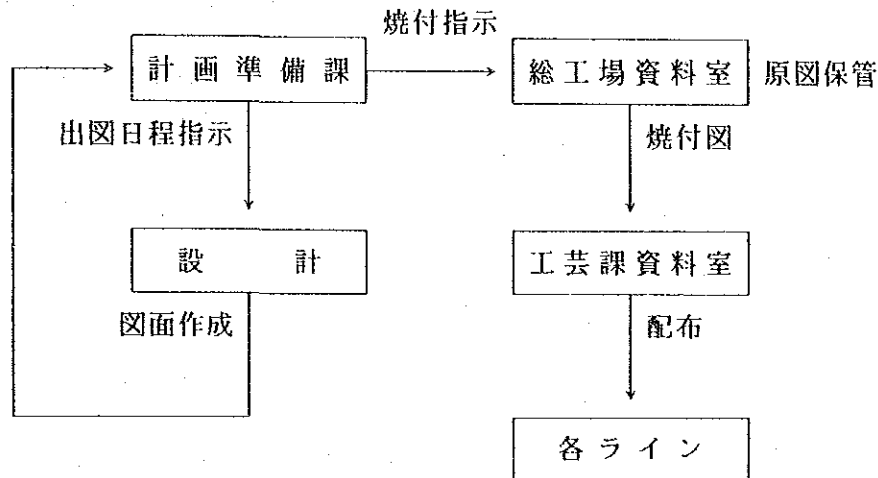 焼付指示
計画準備課
総工場資料室 原図保管
出図日程指示
焼付図
設計
工芸課資料室
図面作成
配布
各ライン